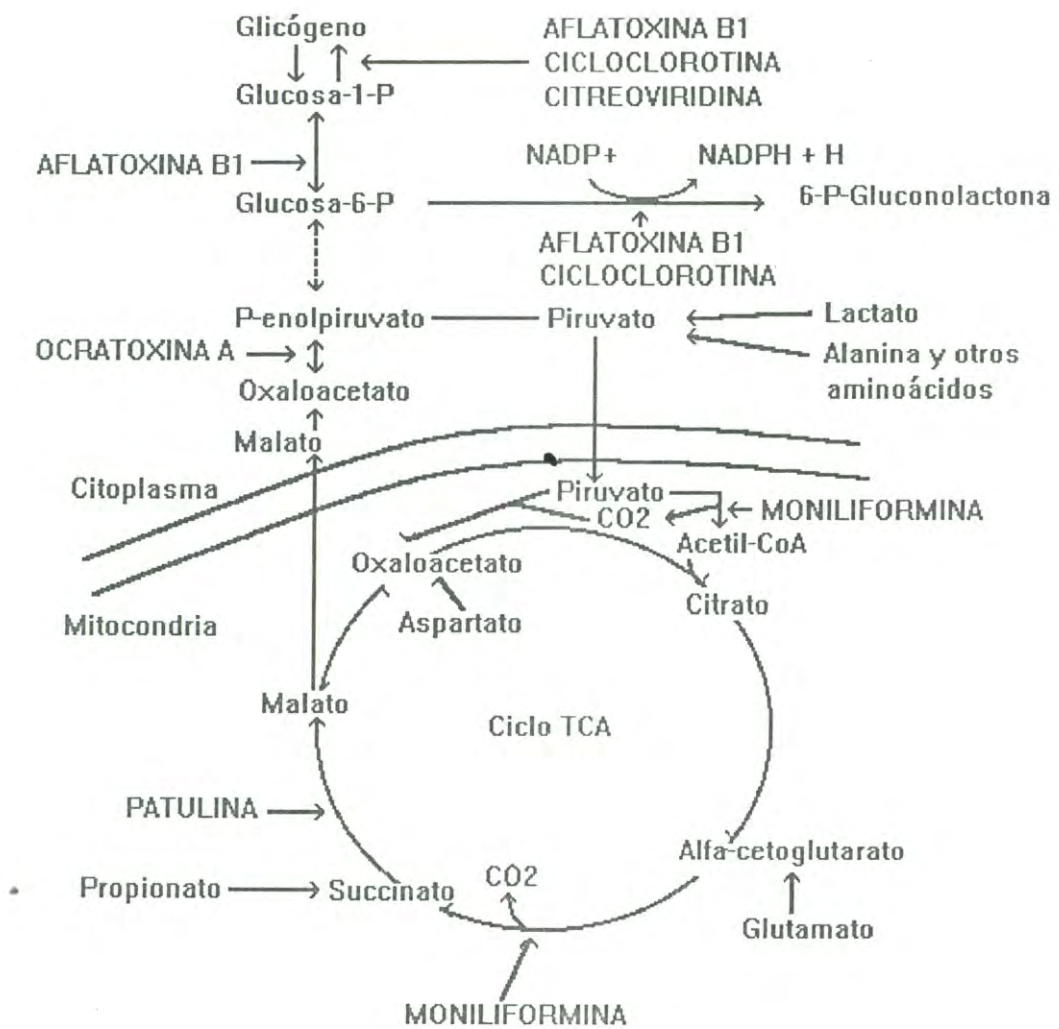 Glicógeno
AFLATOXINA B1
CICLOCLOROTINA
CITREOVIRIDINA
Glucosa-1-P
AFLATOXINA B1
NADP+
NADPH + H
Glucosa-6-P
6-P-Gluconolactona
AFLATOXINA B1
CICLOCLOROTINA
P-enolpiruvato
Piruvato
Lactato
OCRATOXINA A
Alanina y otros
aminoácidos
Oxaloacetato
Malato
Citoplasma
Piruvato
CO2
MONILIFORMINA
Acetil-CoA
Oxaloacetato
Citrato
Mitocondria
Aspartato
Malato
Ciclo TCA
PATULINA
Alfa-cetoglutarato
Propionato
Succinato
CO2
Glutamato
MONILIFORMINA